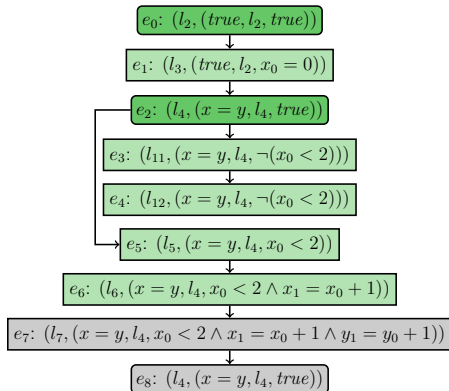 e₀: (l₂, (true, l₂, true))
e₁: (l₃, (true, l₂, x₀ = 0))
e₂: (l₄, (x = y, l₄, true))
e₃: (l₁₁, (x = y, l₄, ¬(x₀ < 2)))
e₄: (l₁₂, (x = y, l₄, ¬(x₀ < 2)))
e₅: (l₅, (x = y, l₄, x₀ < 2))
e₆: (l₆, (x = y, l₄, x₀ < 2 ∧ x₁ = x₀ + 1))
e₇: (l₇, (x = y, l₄, x₀ < 2 ∧ x₁ = x₀ + 1 ∧ y₁ = y₀ + 1))
e₈: (l₄, (x = y, l₄, true))